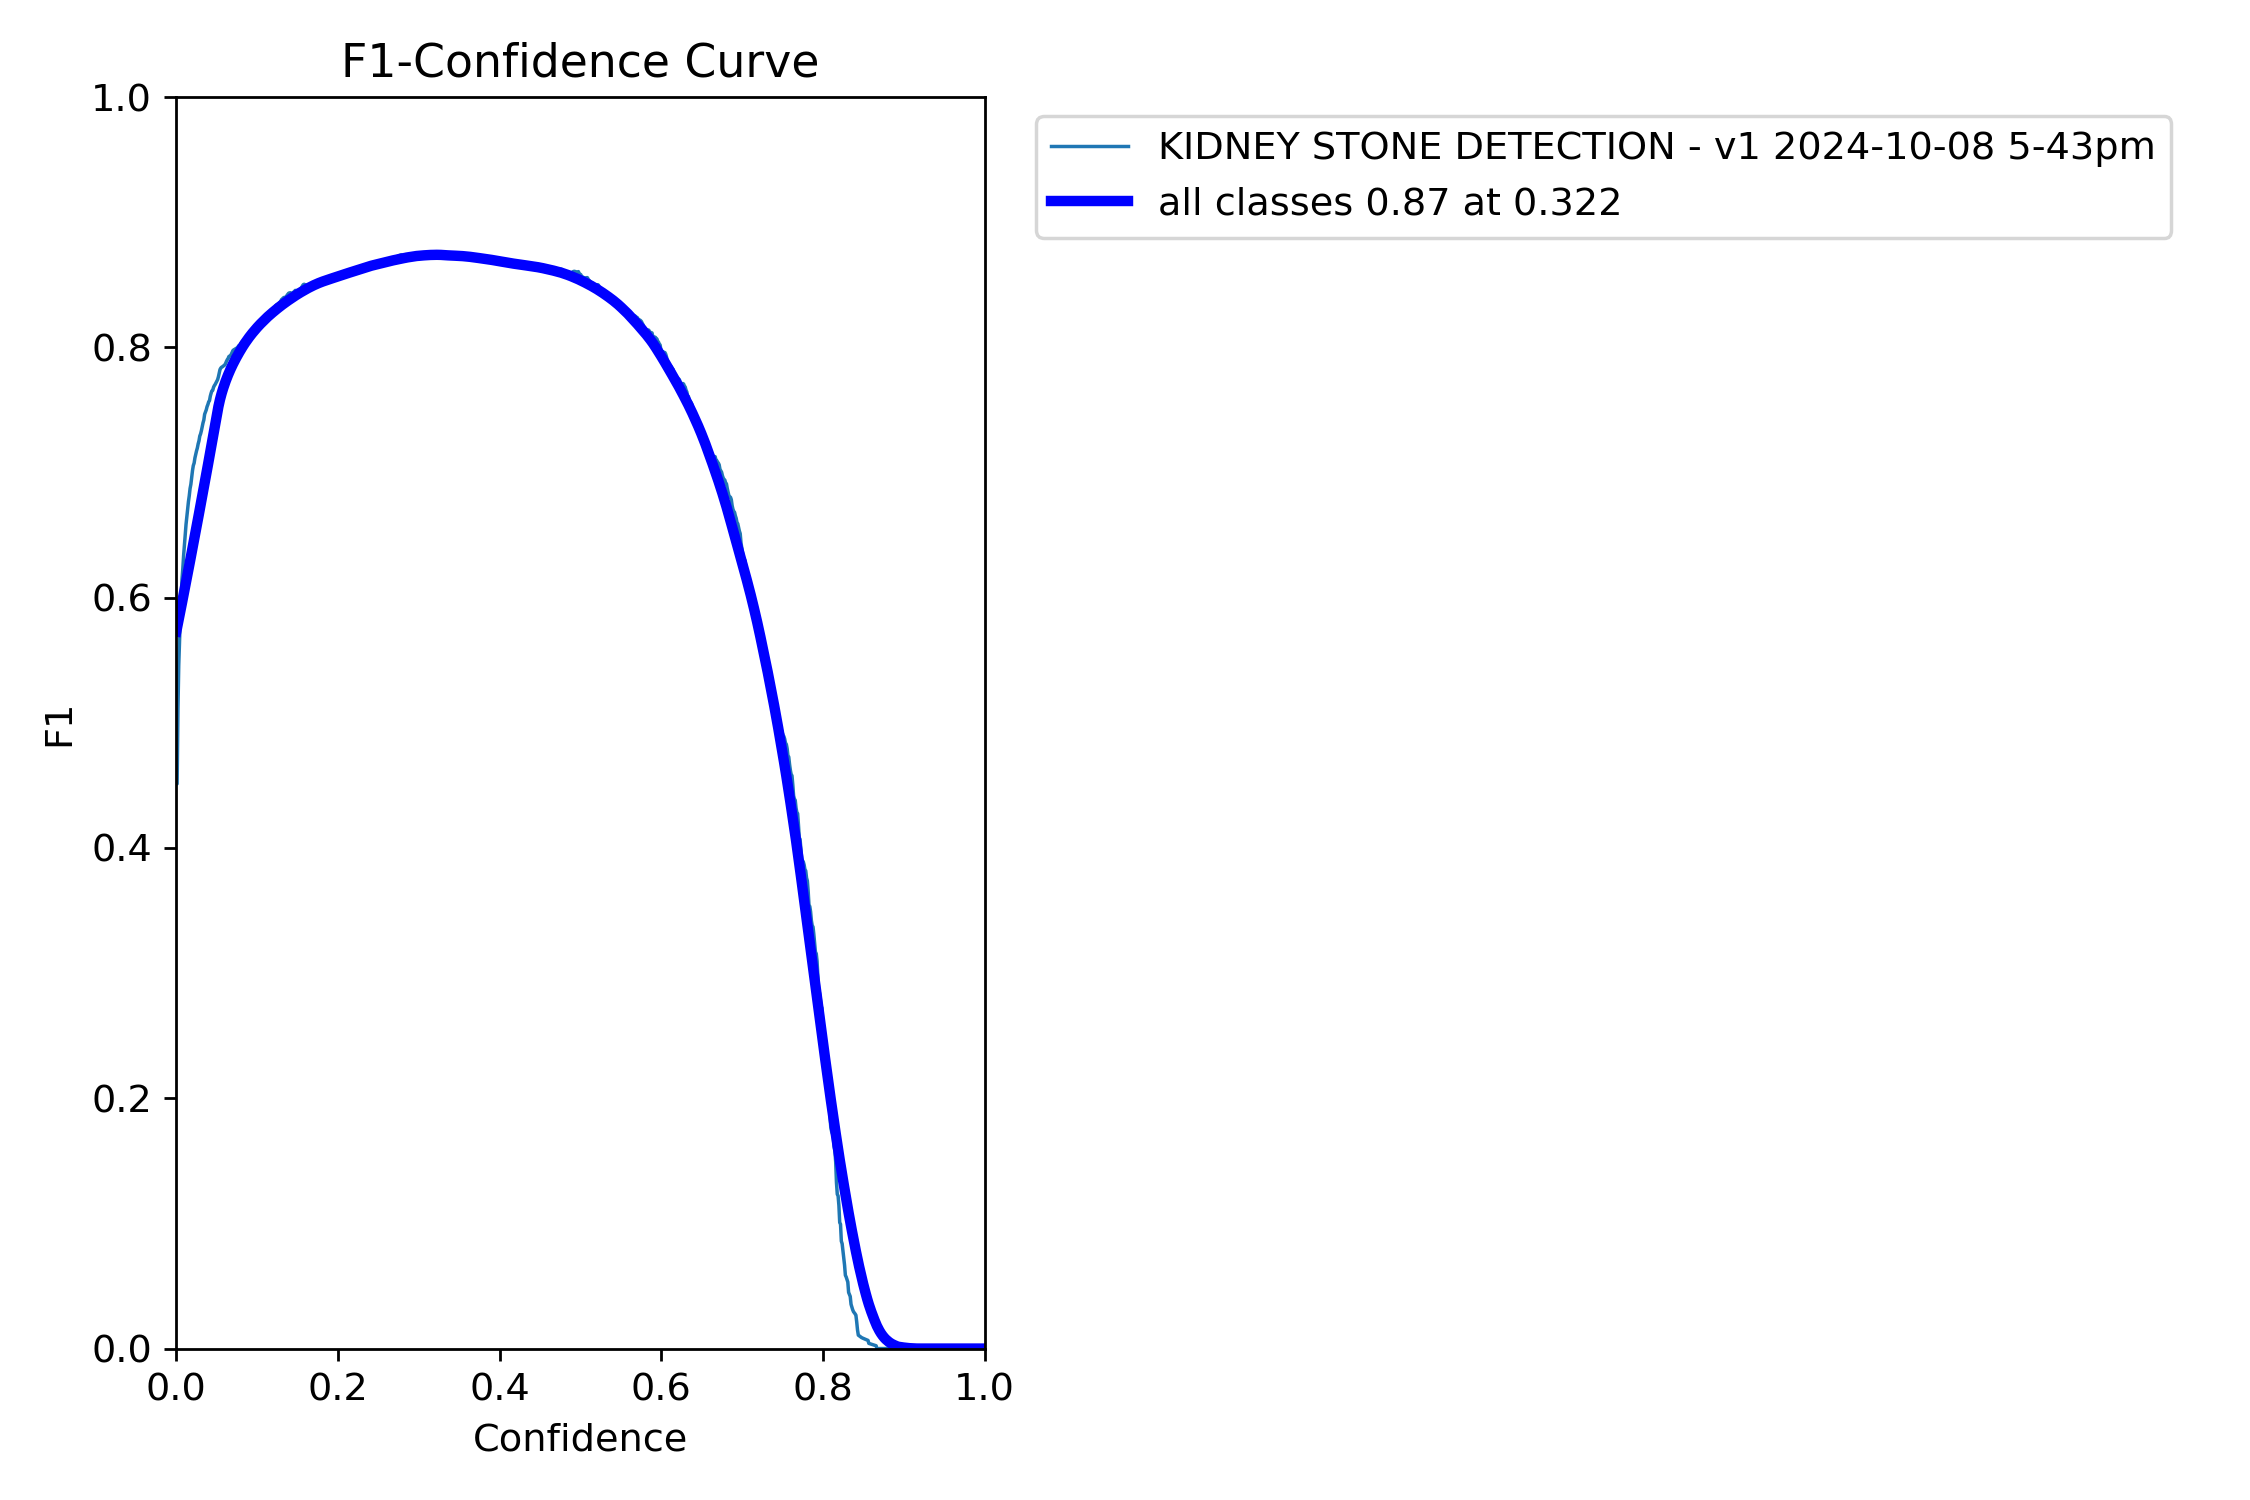 F1-Confidence Curve
KIDNEY STONE DETECTION - v1 2024-10-08 5-43pm
all classes 0.87 at 0.322
1.0
0.8
0.6
0.4
0.2
0.0
F1
0.0 0.2 0.4 0.6 0.8 1.0
Confidence